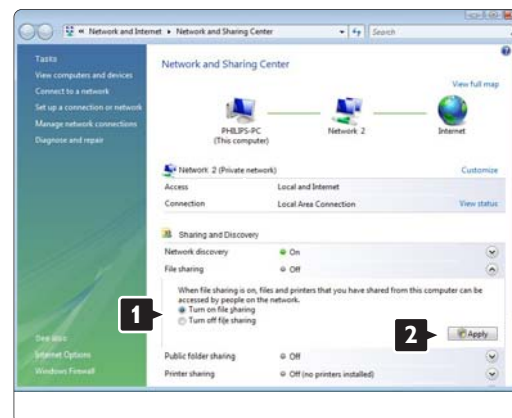 Network and Internet ▸ Network and Sharing Center
Search
Tasks
View computers and devices
Connect to a network
Set up a connection or network
Manage network connections
Diagnose and repair
See also
Internet Options
Windows Firewall
Network and Sharing Center
View full map
PHILIPS-PC
(This computer)
Network 2
Internet
Network 2 (Private network)
Customize
Access Local and Internet
Connection Local Area Connection View status
Sharing and Discovery
Network discovery On
File sharing Off
When file sharing is on, files and printers that you have shared from this computer can be
accessed by people on the network.
1
Turn on file sharing
Turn off file sharing
2
Apply
Public folder sharing Off
Printer sharing Off (no printers installed)